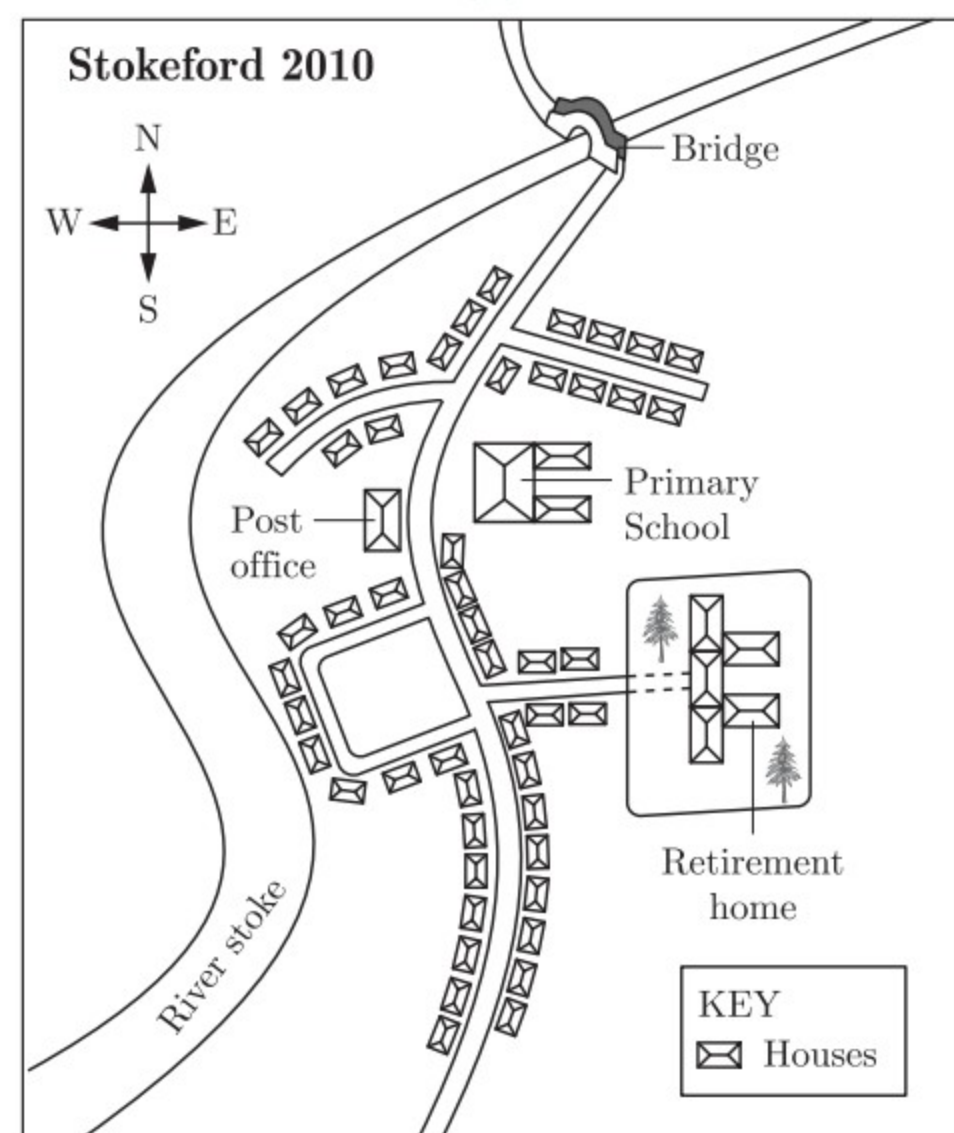 Stokeford 2010
N
W
E
S
Bridge
Primary
School
Post
office
Retirement
home
River stoke
KEY
Houses